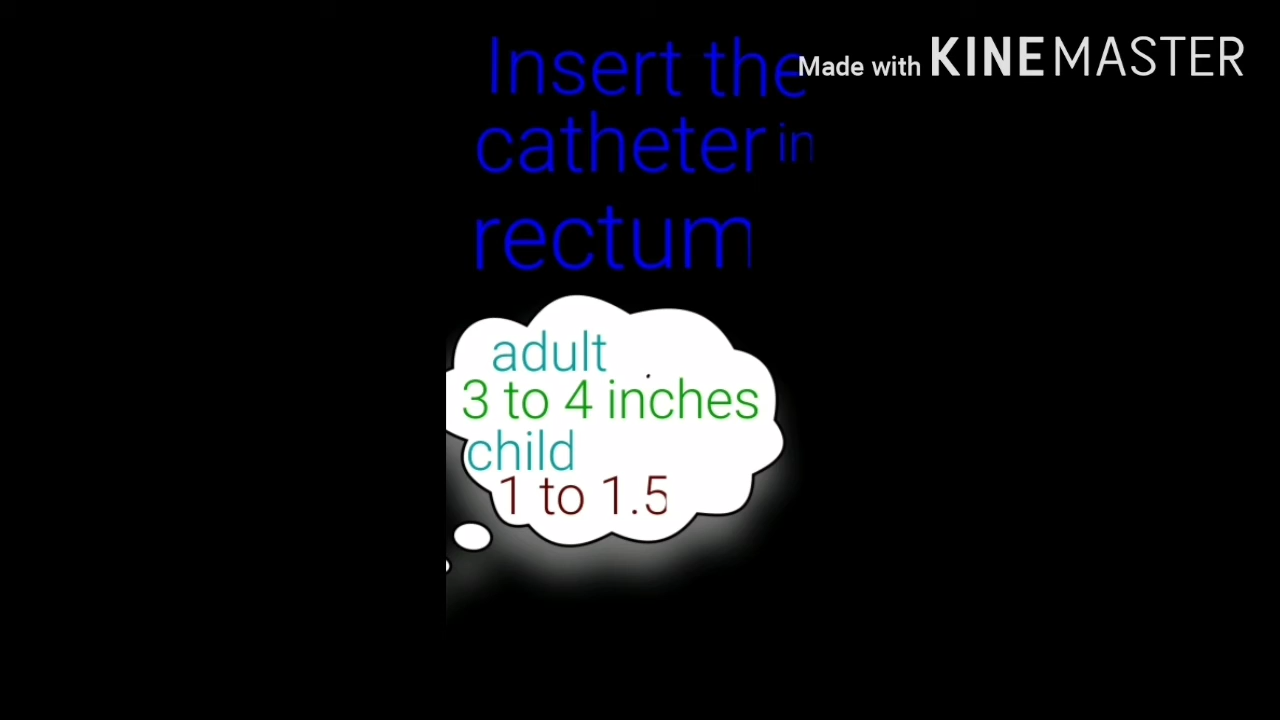 Insert the
Made with KINEMASTER
catheter in
rectum
adult
3 to 4 inches
child
1 to 1.5